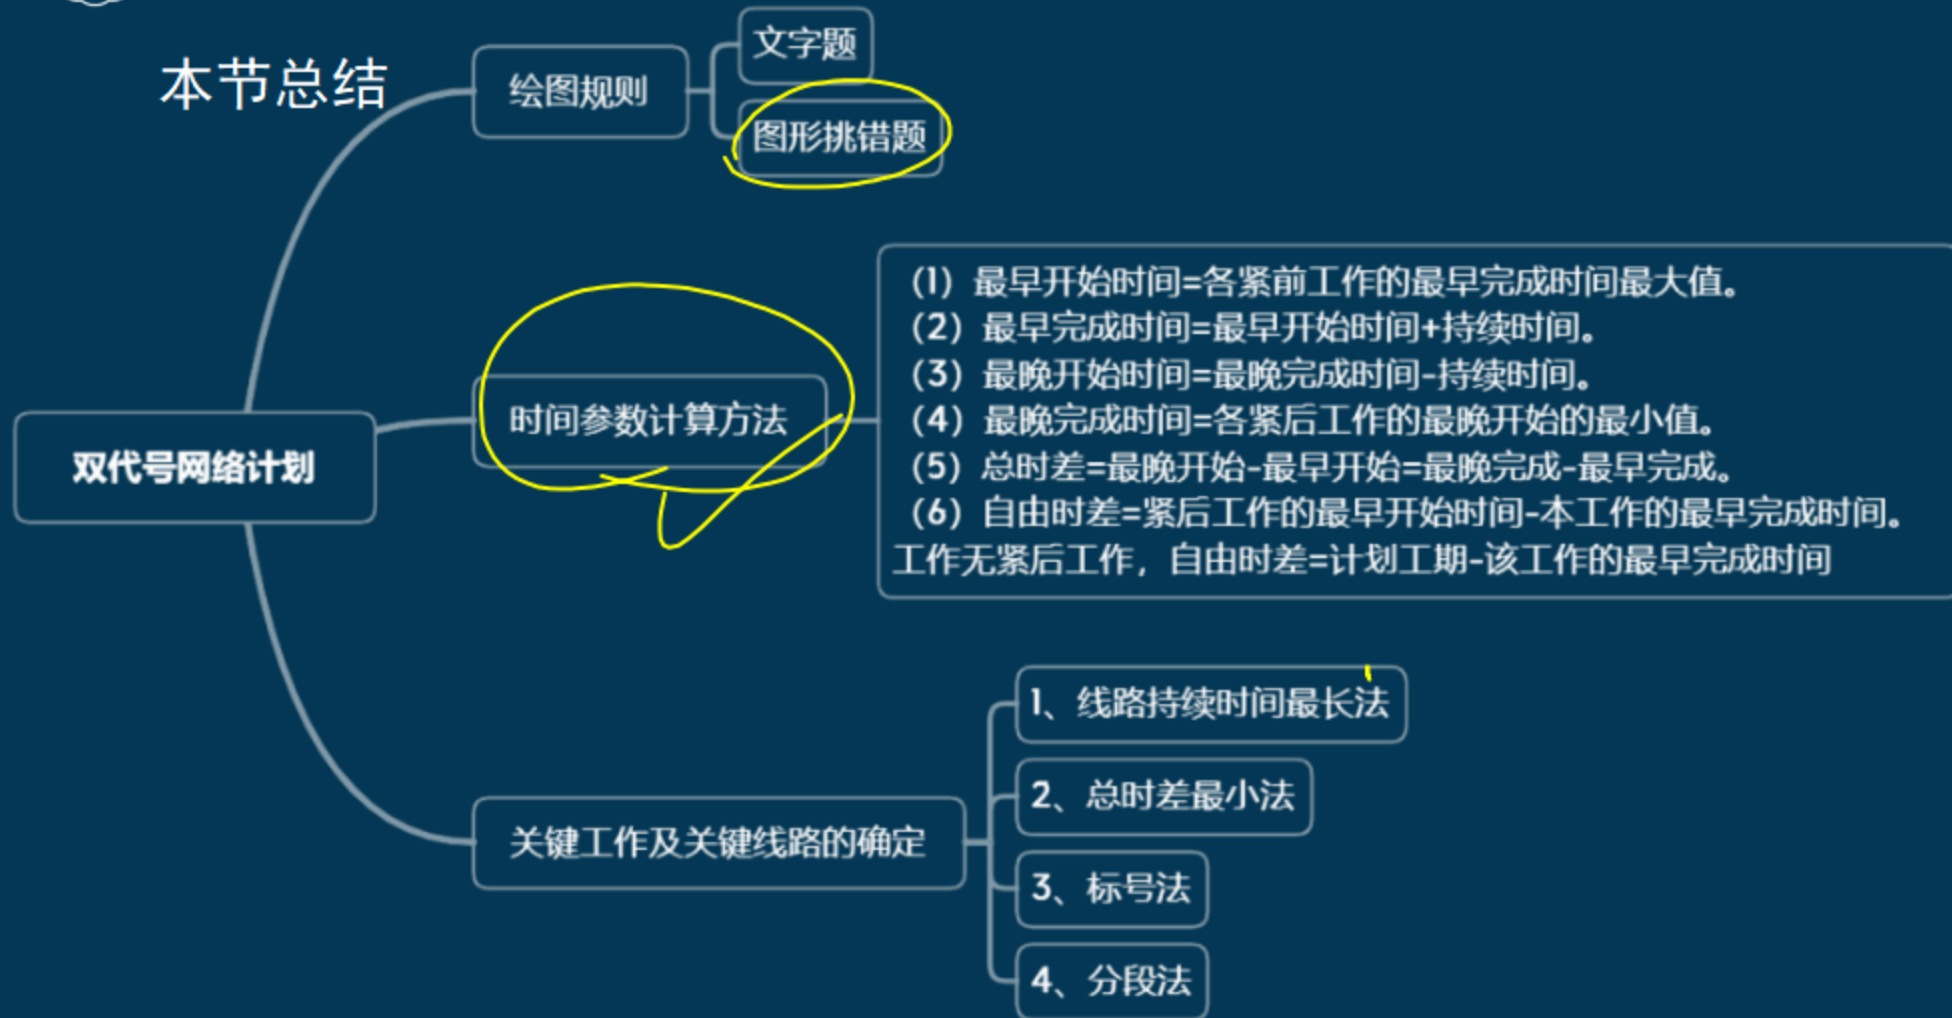 本节总结
绘图规则
文字题
图形挑错题
双代号网络计划
时间参数计算方法
（1）最早开始时间=各紧前工作的最早完成时间最大值。
（2）最早完成时间=最早开始时间+持续时间。
（3）最晚开始时间=最晚完成时间-持续时间。
（4）最晚完成时间=各紧后工作的最晚开始的最小值。
（5）总时差=最晚开始-最早开始=最晚完成-最早完成。
（6）自由时差=紧后工作的最早开始时间-本工作的最早完成时间。
工作无紧后工作，自由时差=计划工期-该工作的最早完成时间
关键工作及关键线路的确定
1、线路持续时间最长法
2、总时差最小法
3、标号法
4、分段法